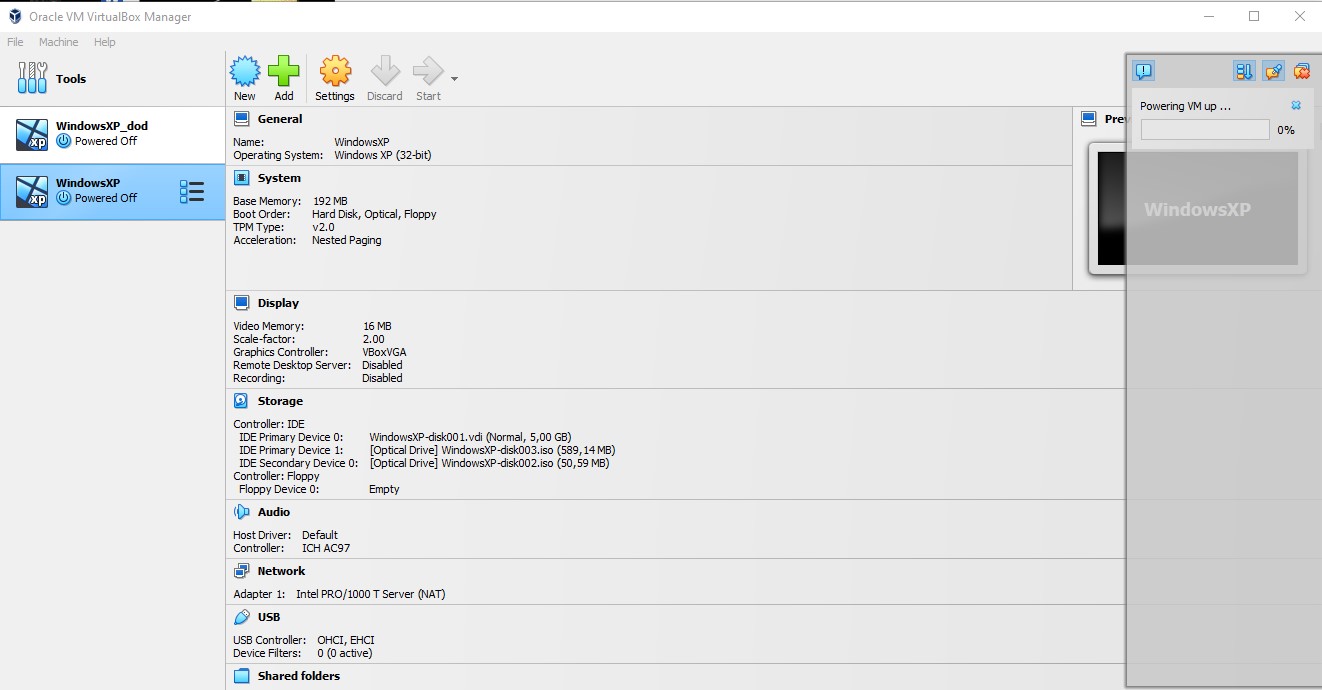 Oracle VM VirtualBox Manager
File Machine Help
Tools
New Add Settings Discard Start
WindowsXP_dod
Powered Off
WindowsXP
Powered Off
General
Name: WindowsXP
Operating System: Windows XP (32-bit)
System
Base Memory: 192 MB
Boot Order: Hard Disk, Optical, Floppy
TPM Type: v2.0
Acceleration: Nested Paging
Display
Video Memory: 16 MB
Scale-factor: 2.00
Graphics Controller: VBoxVGA
Remote Desktop Server: Disabled
Recording: Disabled
Storage
Controller: IDE
IDE Primary Device 0: WindowsXP-disk001.vdi (Normal, 5,00 GB)
IDE Primary Device 1: [Optical Drive] WindowsXP-disk003.iso (589,14 MB)
IDE Secondary Device 0: [Optical Drive] WindowsXP-disk002.iso (50,59 MB)
Controller: Floppy
Floppy Device 0: Empty
Audio
Host Driver: Default
Controller: ICH AC97
Network
Adapter 1: Intel PRO/1000 T Server (NAT)
USB
USB Controller: OHCI, EHCI
Device Filters: 0 (0 active)
Shared folders
Prev
Powering VM up ...
0%
WindowsXP
xp
xp